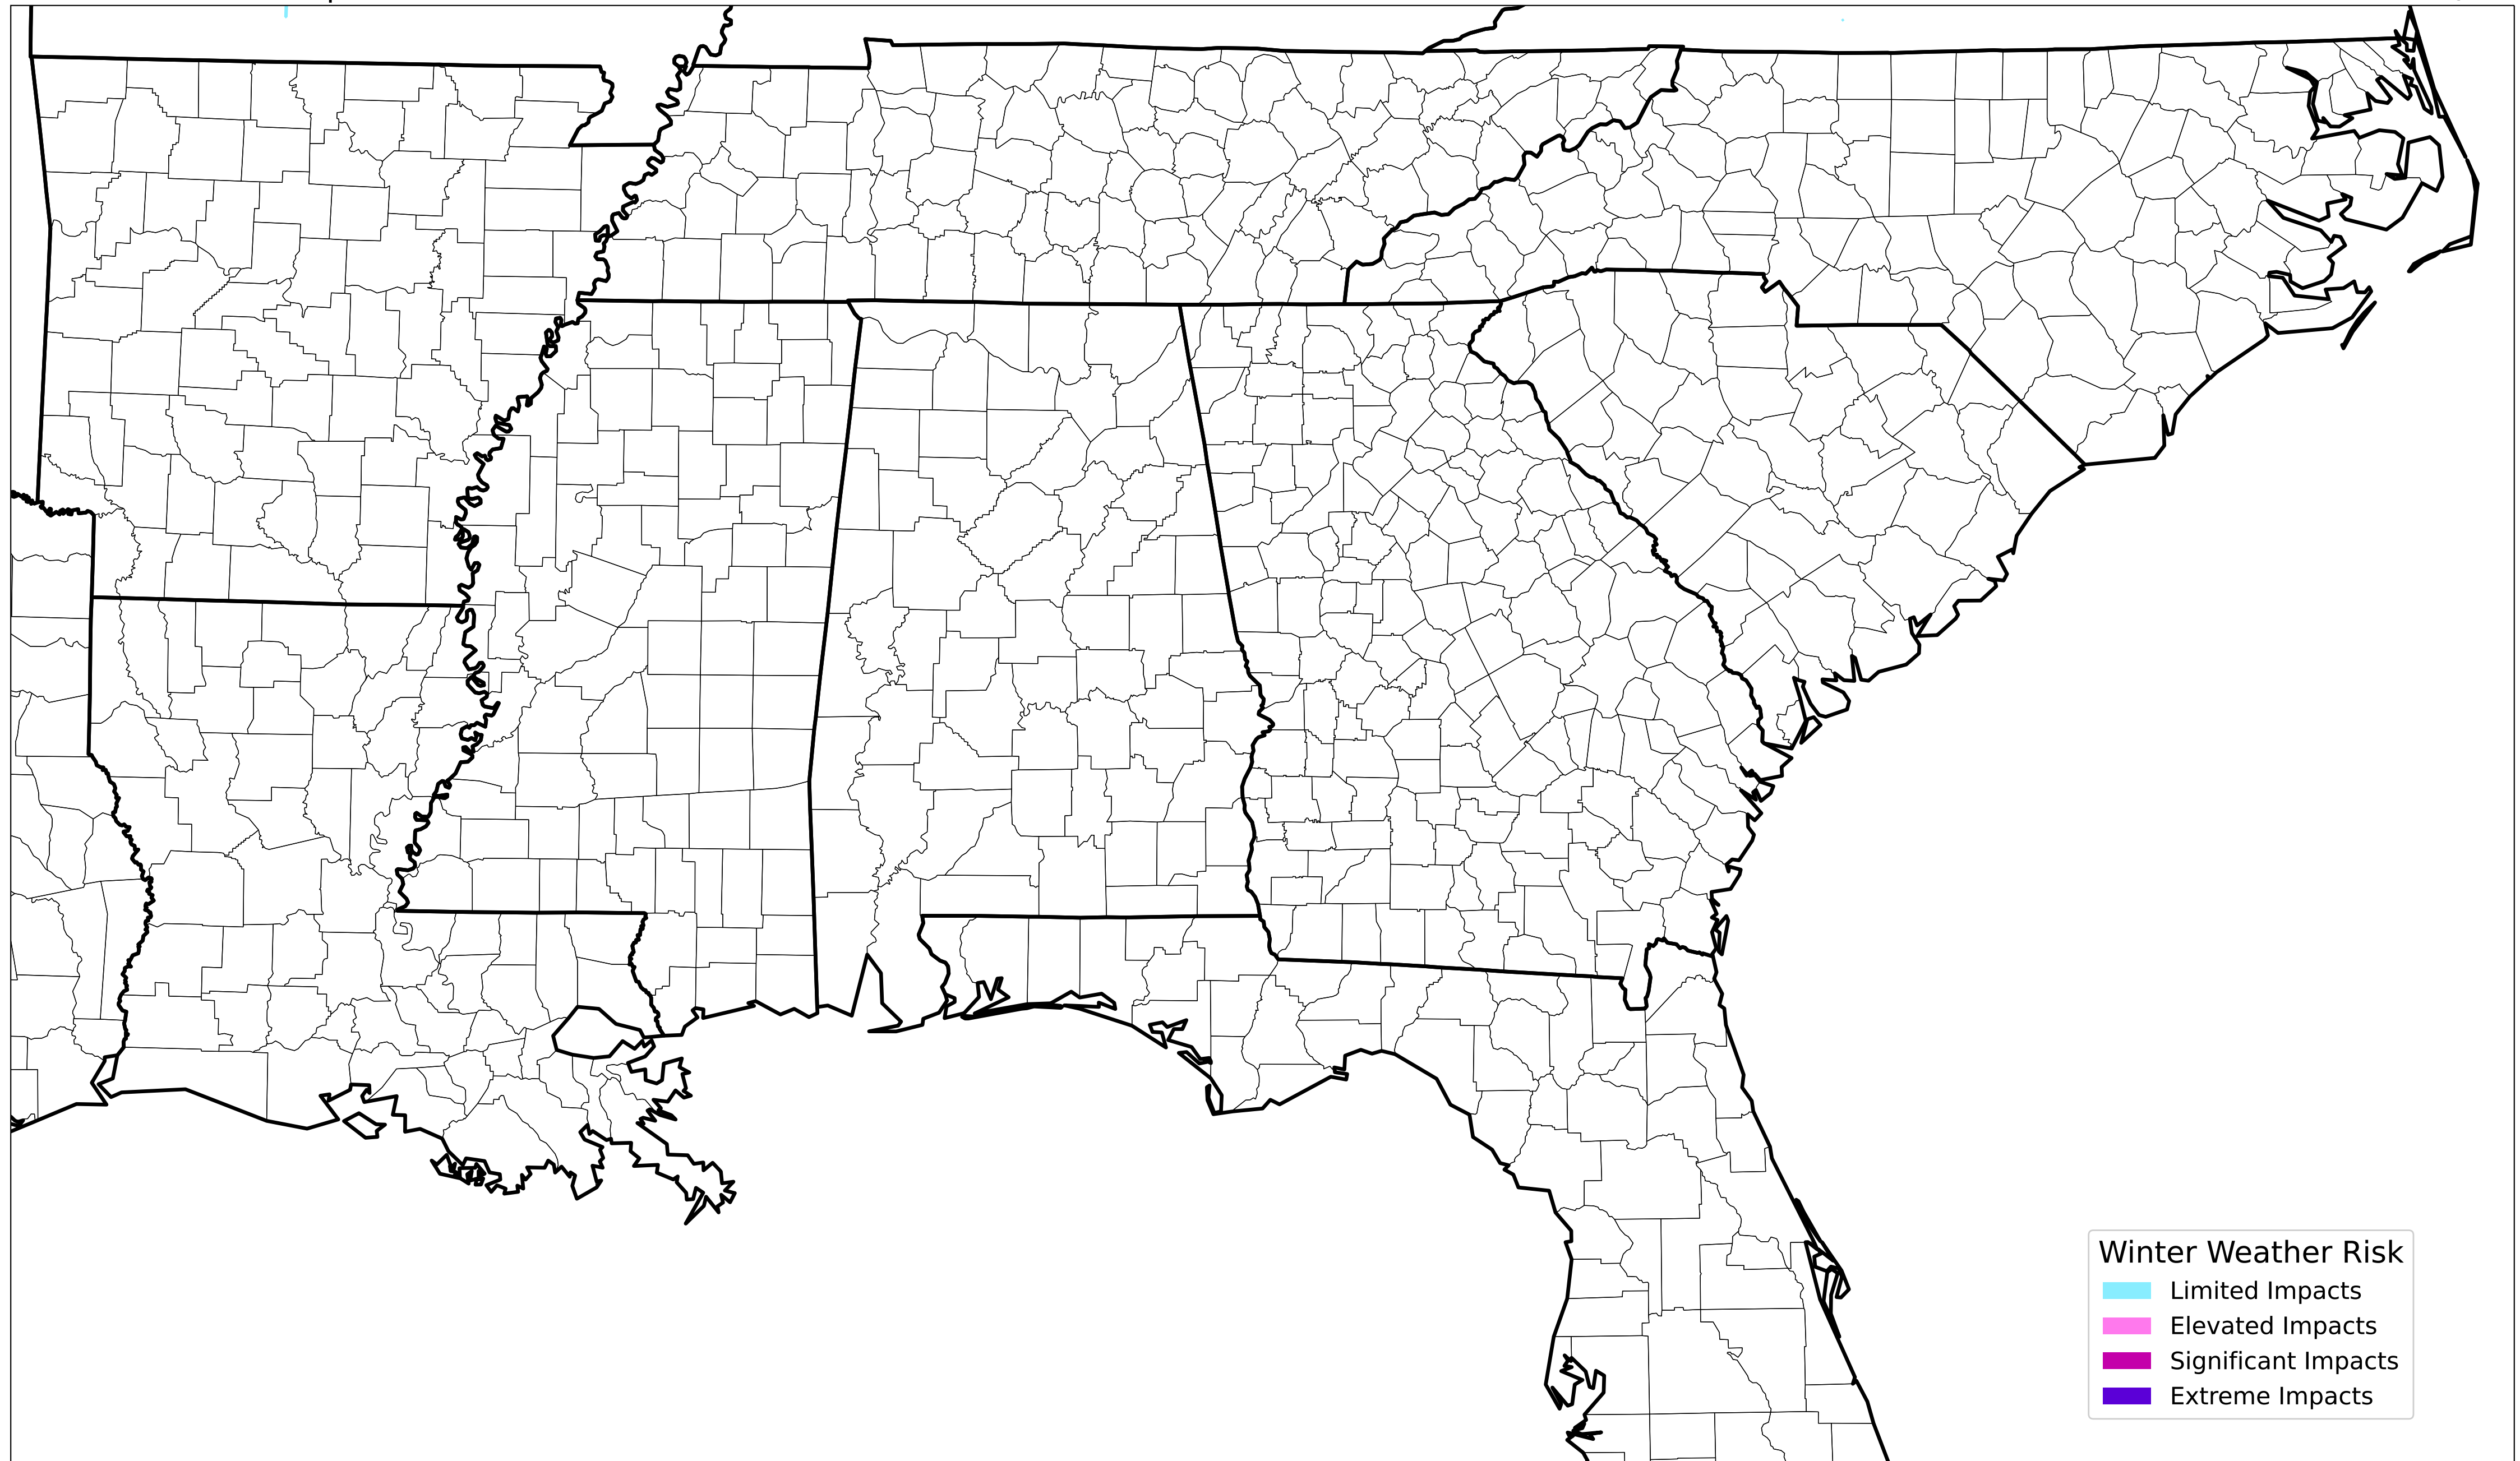 Winter Weather Risk
Limited Impacts
Elevated Impacts
Significant Impacts
Extreme Impacts